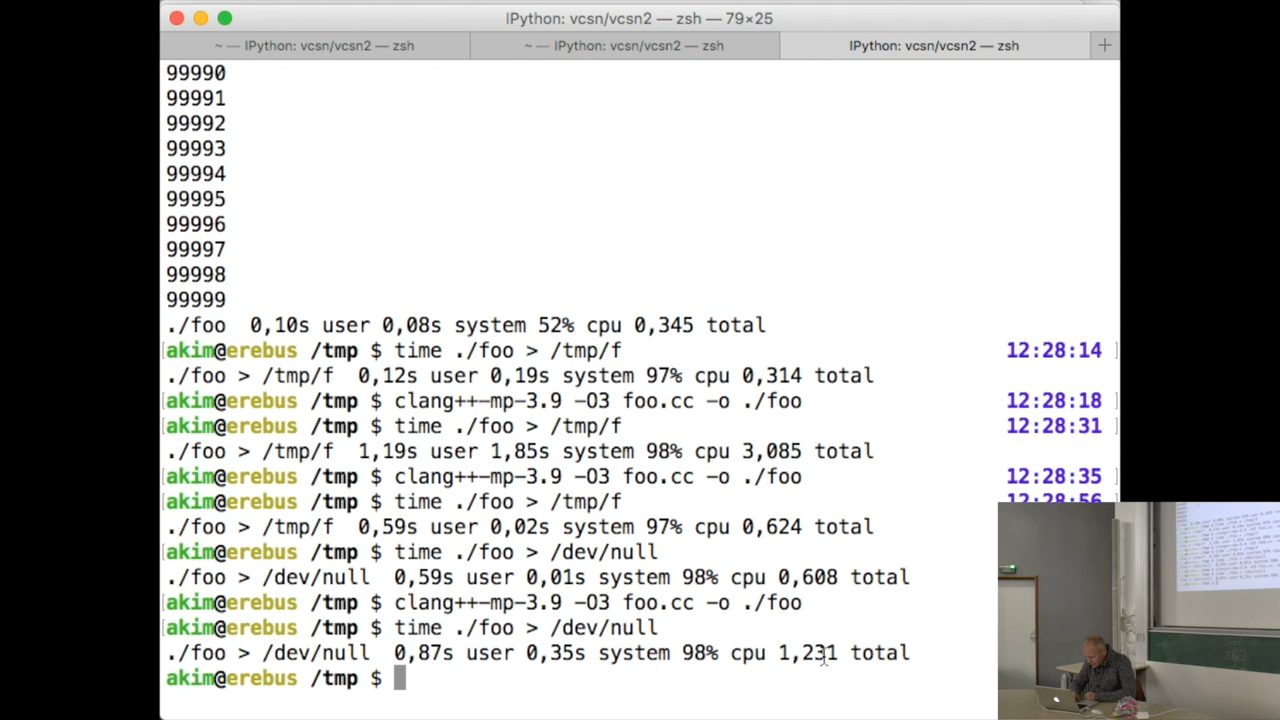 IPython: vcsn/vcsn2 — zsh — 79×25
~ — IPython: vcsn/vcsn2 — zsh
~ — IPython: vcsn/vcsn2 — zsh
IPython: vcsn/vcsn2 — zsh
99990
99991
99992
99993
99994
99995
99996
99997
99998
99999
./foo  0,10s user 0,08s system 52% cpu 0,345 total
akim@erebus /tmp $ time ./foo > /tmp/f 12:28:14
./foo > /tmp/f  0,12s user 0,19s system 97% cpu 0,314 total
akim@erebus /tmp $ clang++-mp-3.9 -O3 foo.cc -o ./foo 12:28:18
akim@erebus /tmp $ time ./foo > /tmp/f 12:28:31
./foo > /tmp/f  1,19s user 1,85s system 98% cpu 3,085 total
akim@erebus /tmp $ clang++-mp-3.9 -O3 foo.cc -o ./foo 12:28:35
akim@erebus /tmp $ time ./foo > /tmp/f 12:28:56
./foo > /tmp/f  0,59s user 0,02s system 97% cpu 0,624 total
akim@erebus /tmp $ time ./foo > /dev/null
./foo > /dev/null  0,59s user 0,01s system 98% cpu 0,608 total
akim@erebus /tmp $ clang++-mp-3.9 -O3 foo.cc -o ./foo
akim@erebus /tmp $ time ./foo > /dev/null
./foo > /dev/null  0,87s user 0,35s system 98% cpu 1,231 total
akim@erebus /tmp $